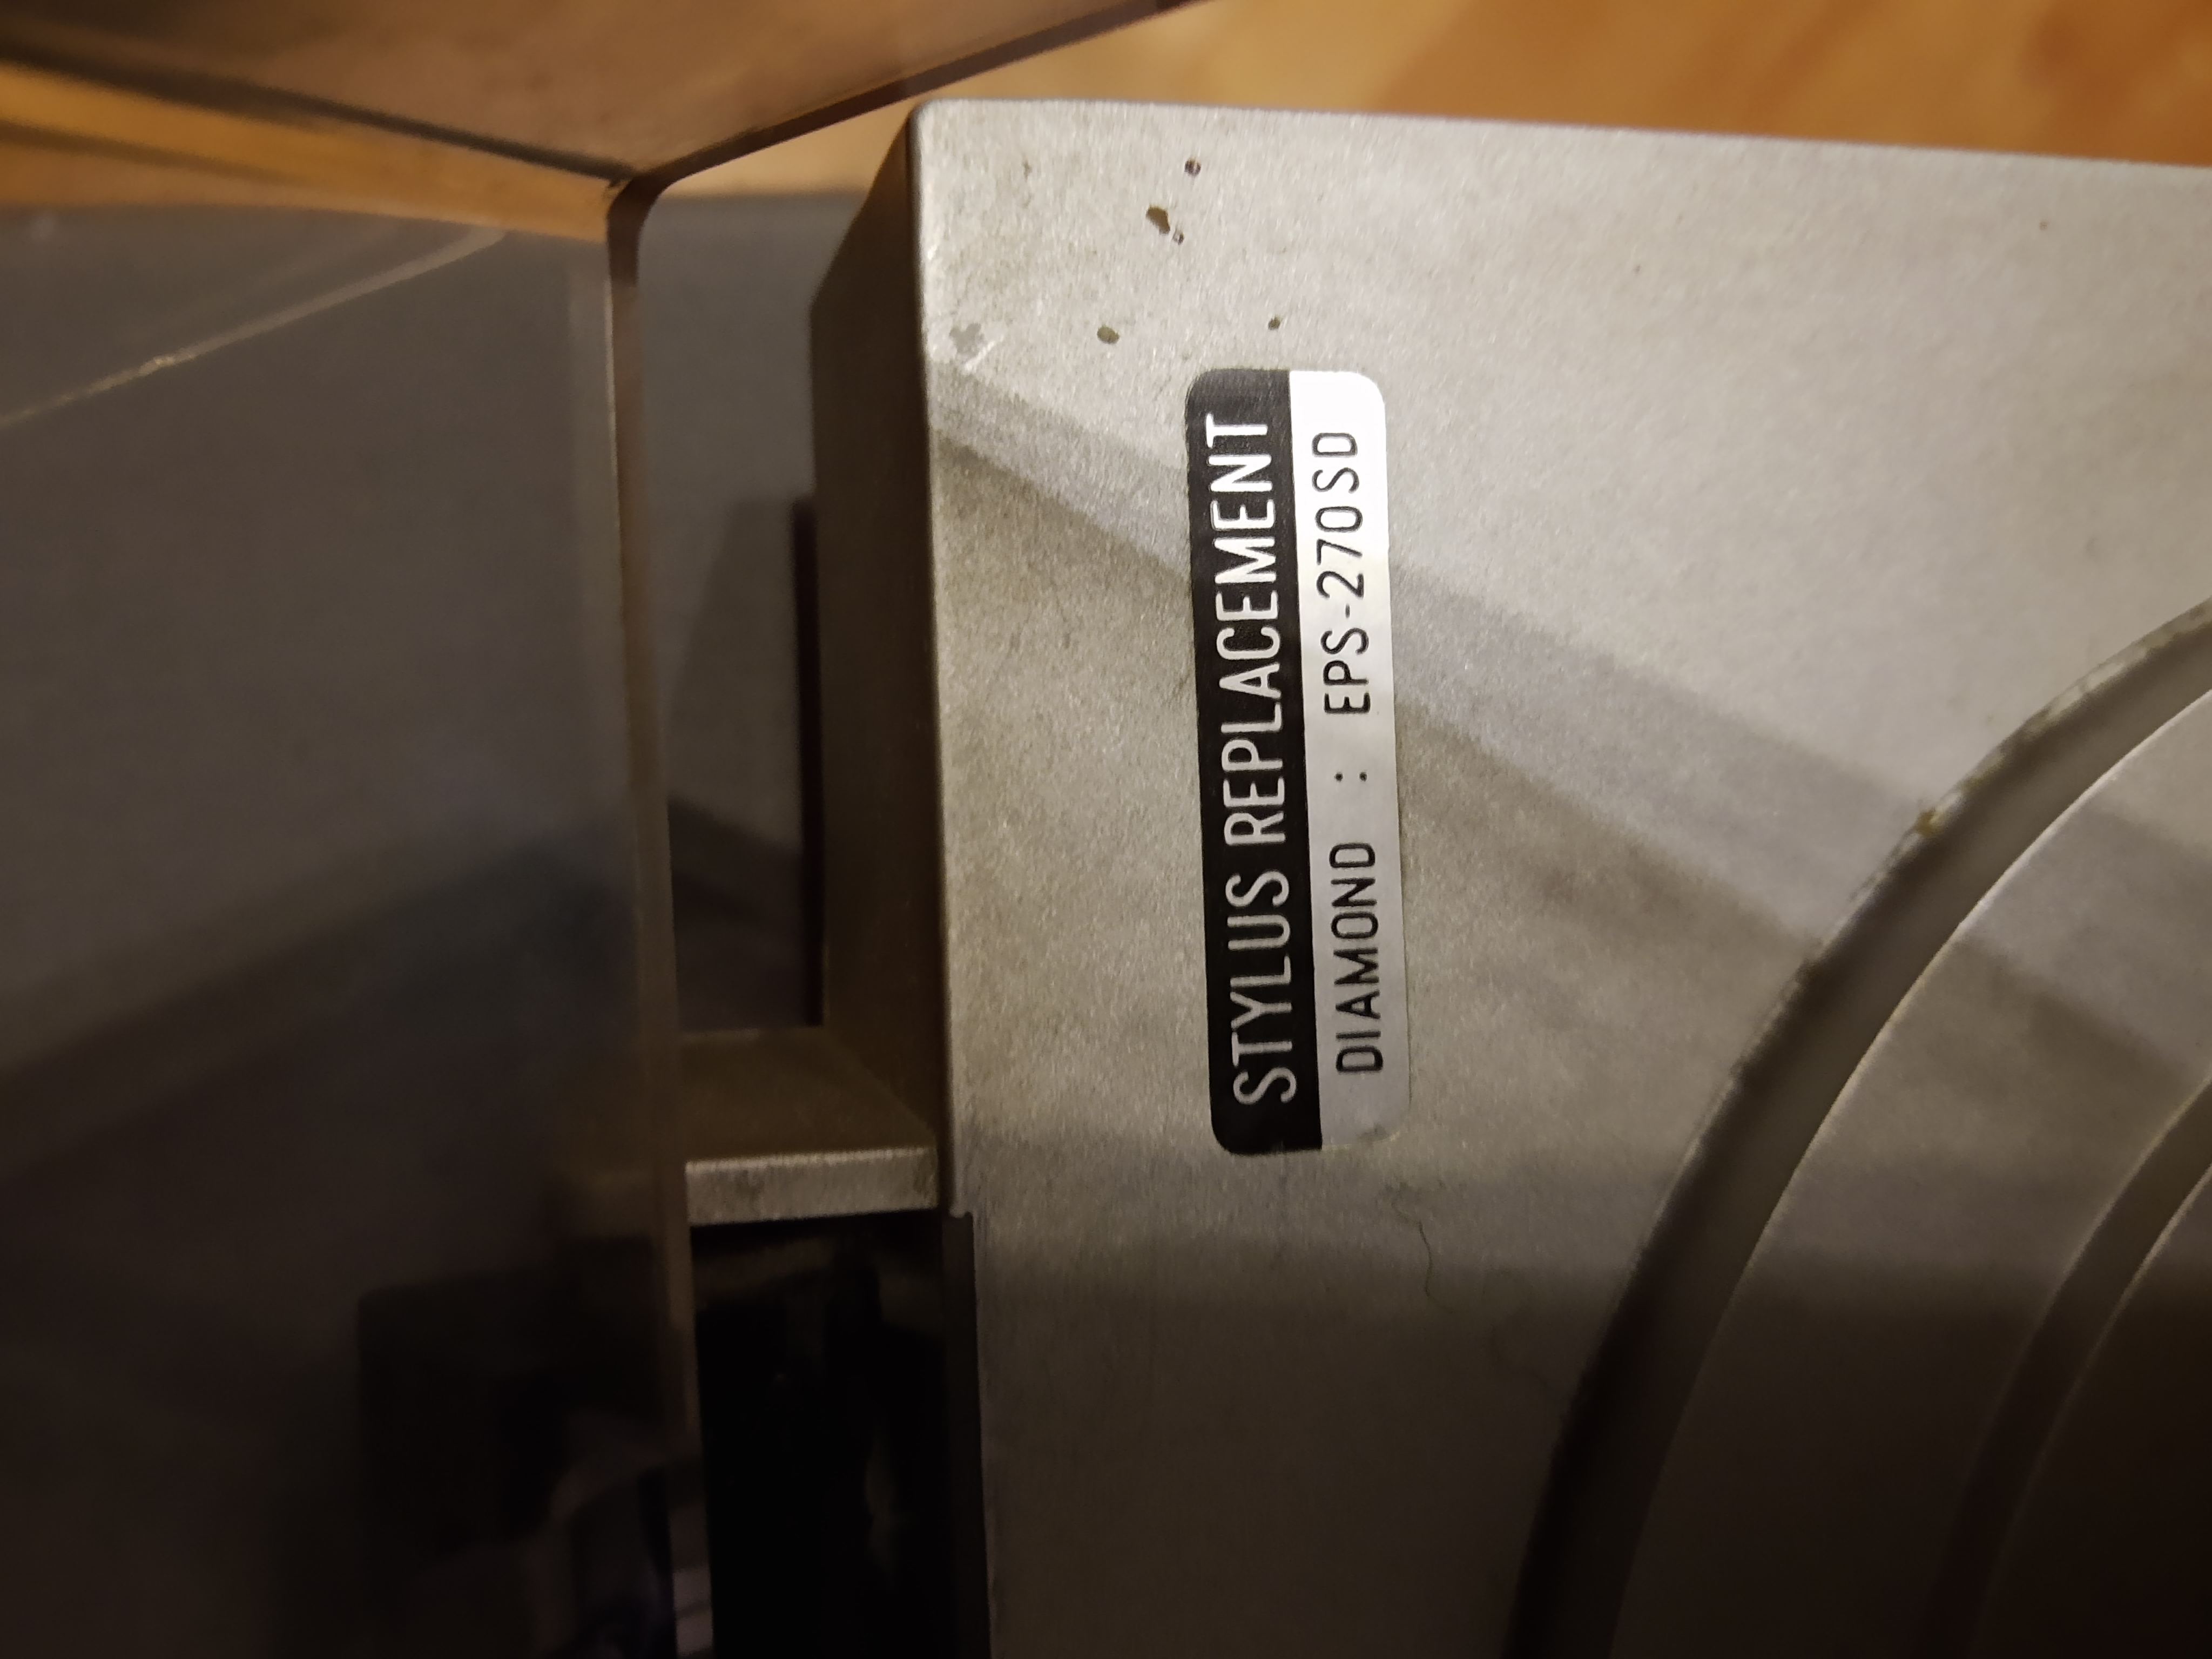 STYLUS REPLACEMENT
DIAMOND : EPS-270SD